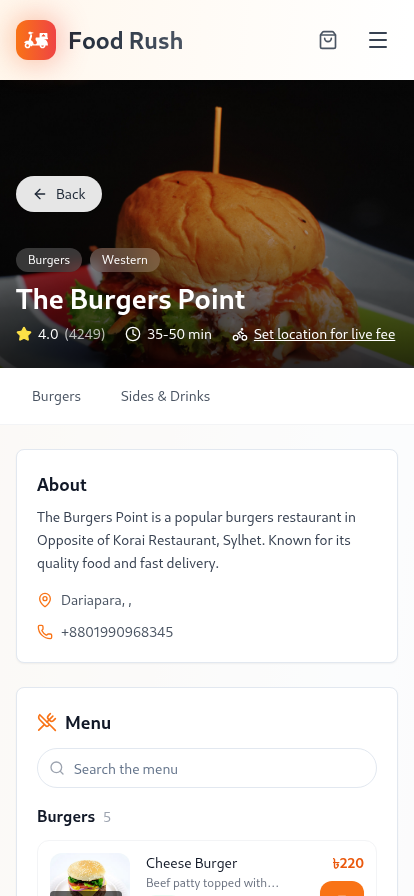 Food Rush
Back
Burgers Western
The Burgers Point
4.0 (4249) 35-50 min Set location for live fee
Burgers Sides & Drinks
About
The Burgers Point is a popular burgers restaurant in
Opposite of Korai Restaurant, Sylhet. Known for its
quality food and fast delivery.
Dariapara, ,
+8801990968345
Menu
Search the menu
Burgers 5
Cheese Burger ৳220
Beef patty topped with…